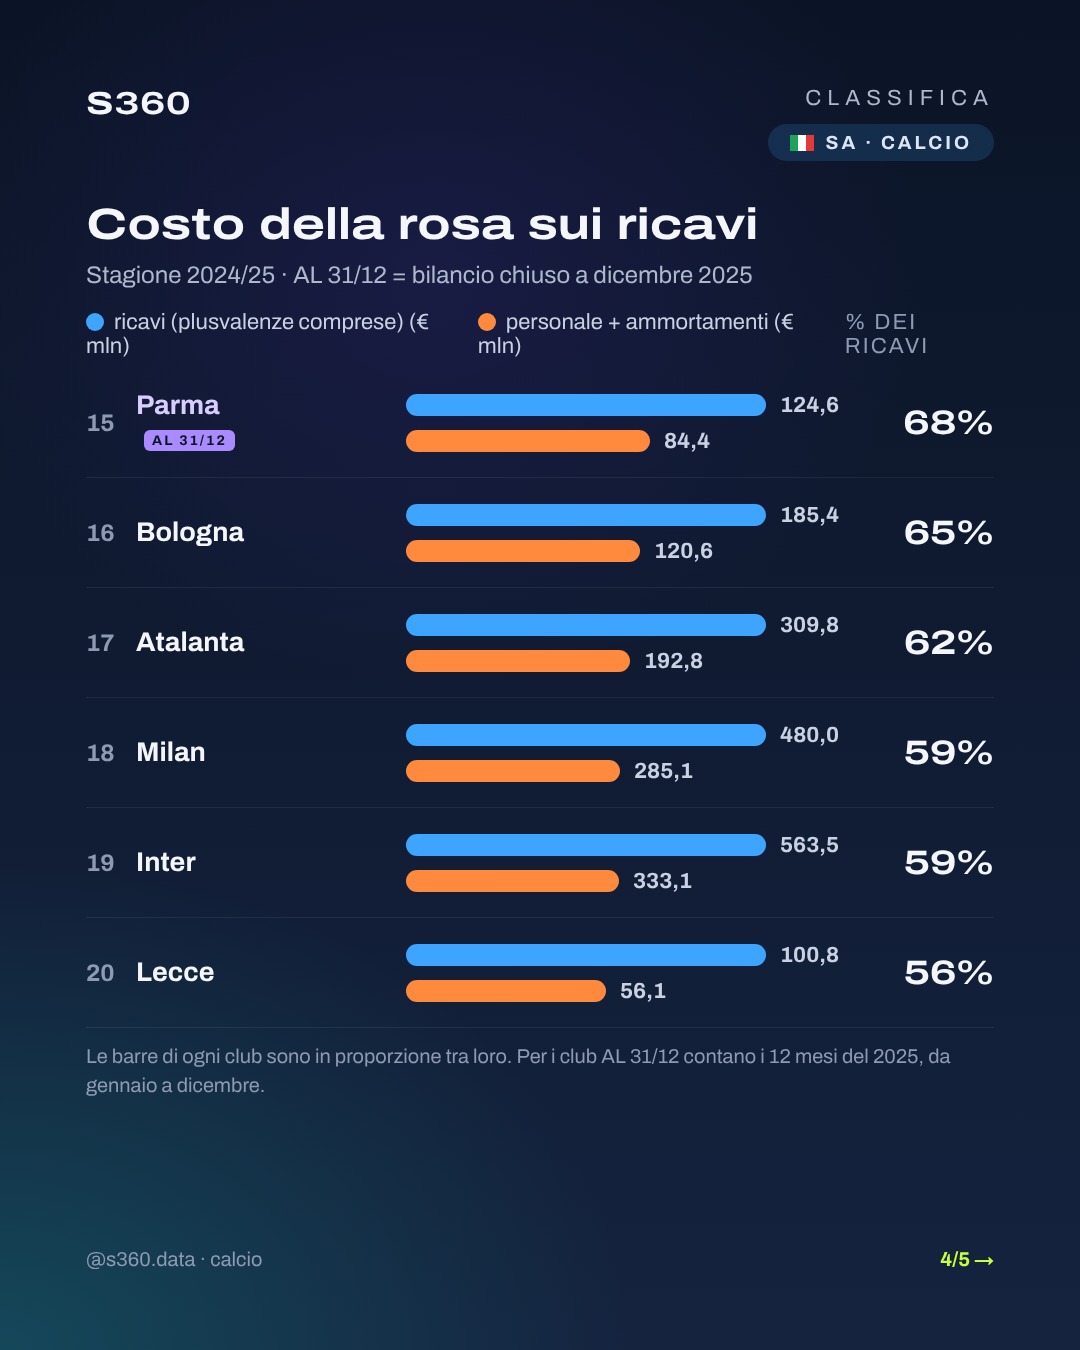 S360
CLASSIFICA
SA · CALCIO
Costo della rosa sui ricavi
Stagione 2024/25 · AL 31/12 = bilancio chiuso a dicembre 2025
ricavi (plusvalenze comprese) (€
mln)
personale + ammortamenti (€
mln)
% DEI
RICAVI
15 Parma 124,6
AL 31/12 84,4 68%
16 Bologna 185,4
120,6 65%
17 Atalanta 309,8
192,8 62%
18 Milan 480,0
285,1 59%
19 Inter 563,5
333,1 59%
20 Lecce 100,8
56,1 56%
Le barre di ogni club sono in proporzione tra loro. Per i club AL 31/12 contano i 12 mesi del 2025, da
gennaio a dicembre.
@s360.data · calcio
4/5 →